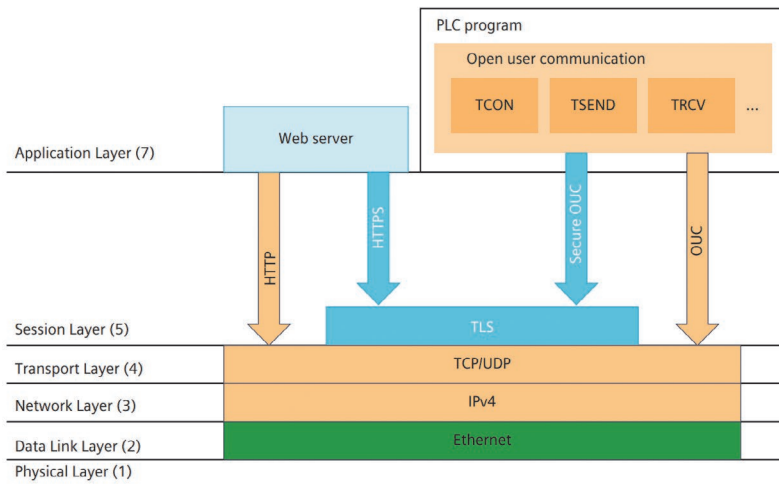 PLC program
Open user communication
TCON
TSEND
TRCV
...
Web server
Application Layer (7)
HTTP
HTTPS
Secure OUC
OUC
Session Layer (5)
TLS
Transport Layer (4)
TCP/UDP
Network Layer (3)
IPv4
Data Link Layer (2)
Ethernet
Physical Layer (1)